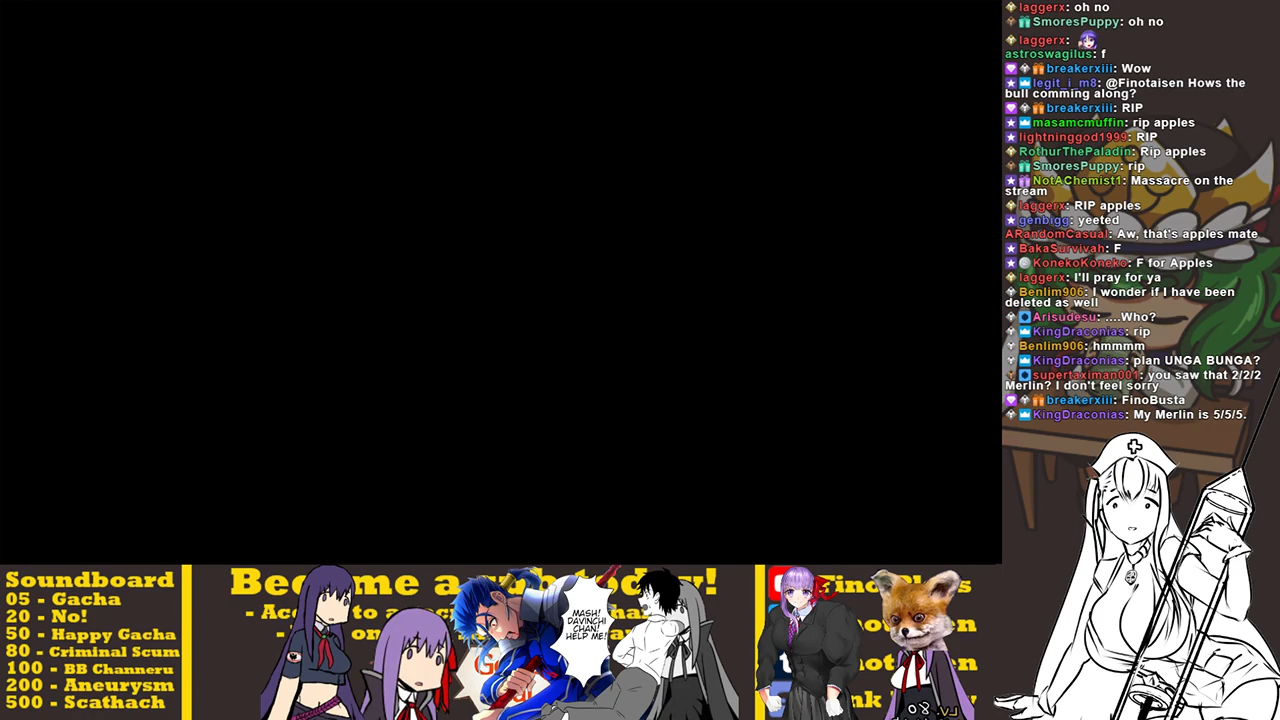 laggerx: oh no
SmoresPuppy: oh no
laggerx:
astroswagilus: f
breakerxiii: Wow
legit_i_m8: @Finotaisen Hows the
bull comming along?
breakerxiii: RIP
masamcmuffin: rip apples
lightninggod1999: RIP
RothurThePaladin: Rip apples
SmoresPuppy: rip
NotAChemist1: Massacre on the
stream
laggerx: RIP apples
genbigg: yeeted
ARandomCasual: Aw, that's apples mate
BakaSurvivah: F
KonekoKoneko: F for Apples
laggerx: I'll pray for ya
Benlim906: I wonder if I have been
deleted as well
Arisudesu: ....Who?
KingDraconias: rip
Benlim906: hmmmm
KingDraconias: plan UNGA BUNGA?
supertaximan001: you saw that 2/2/2
Merlin? I don't feel sorry
breakerxiii: FinoBusta
KingDraconias: My Merlin is 5/5/5.
Soundboard
05 - Gacha
20 - No!
50 - Happy Gacha
80 - Criminal Scum
100 - BB Channeru
200 - Aneurysm
500 - Scathach
Become a sub today!
MASH!
DAVINCHI
CHAN!
HELP ME!